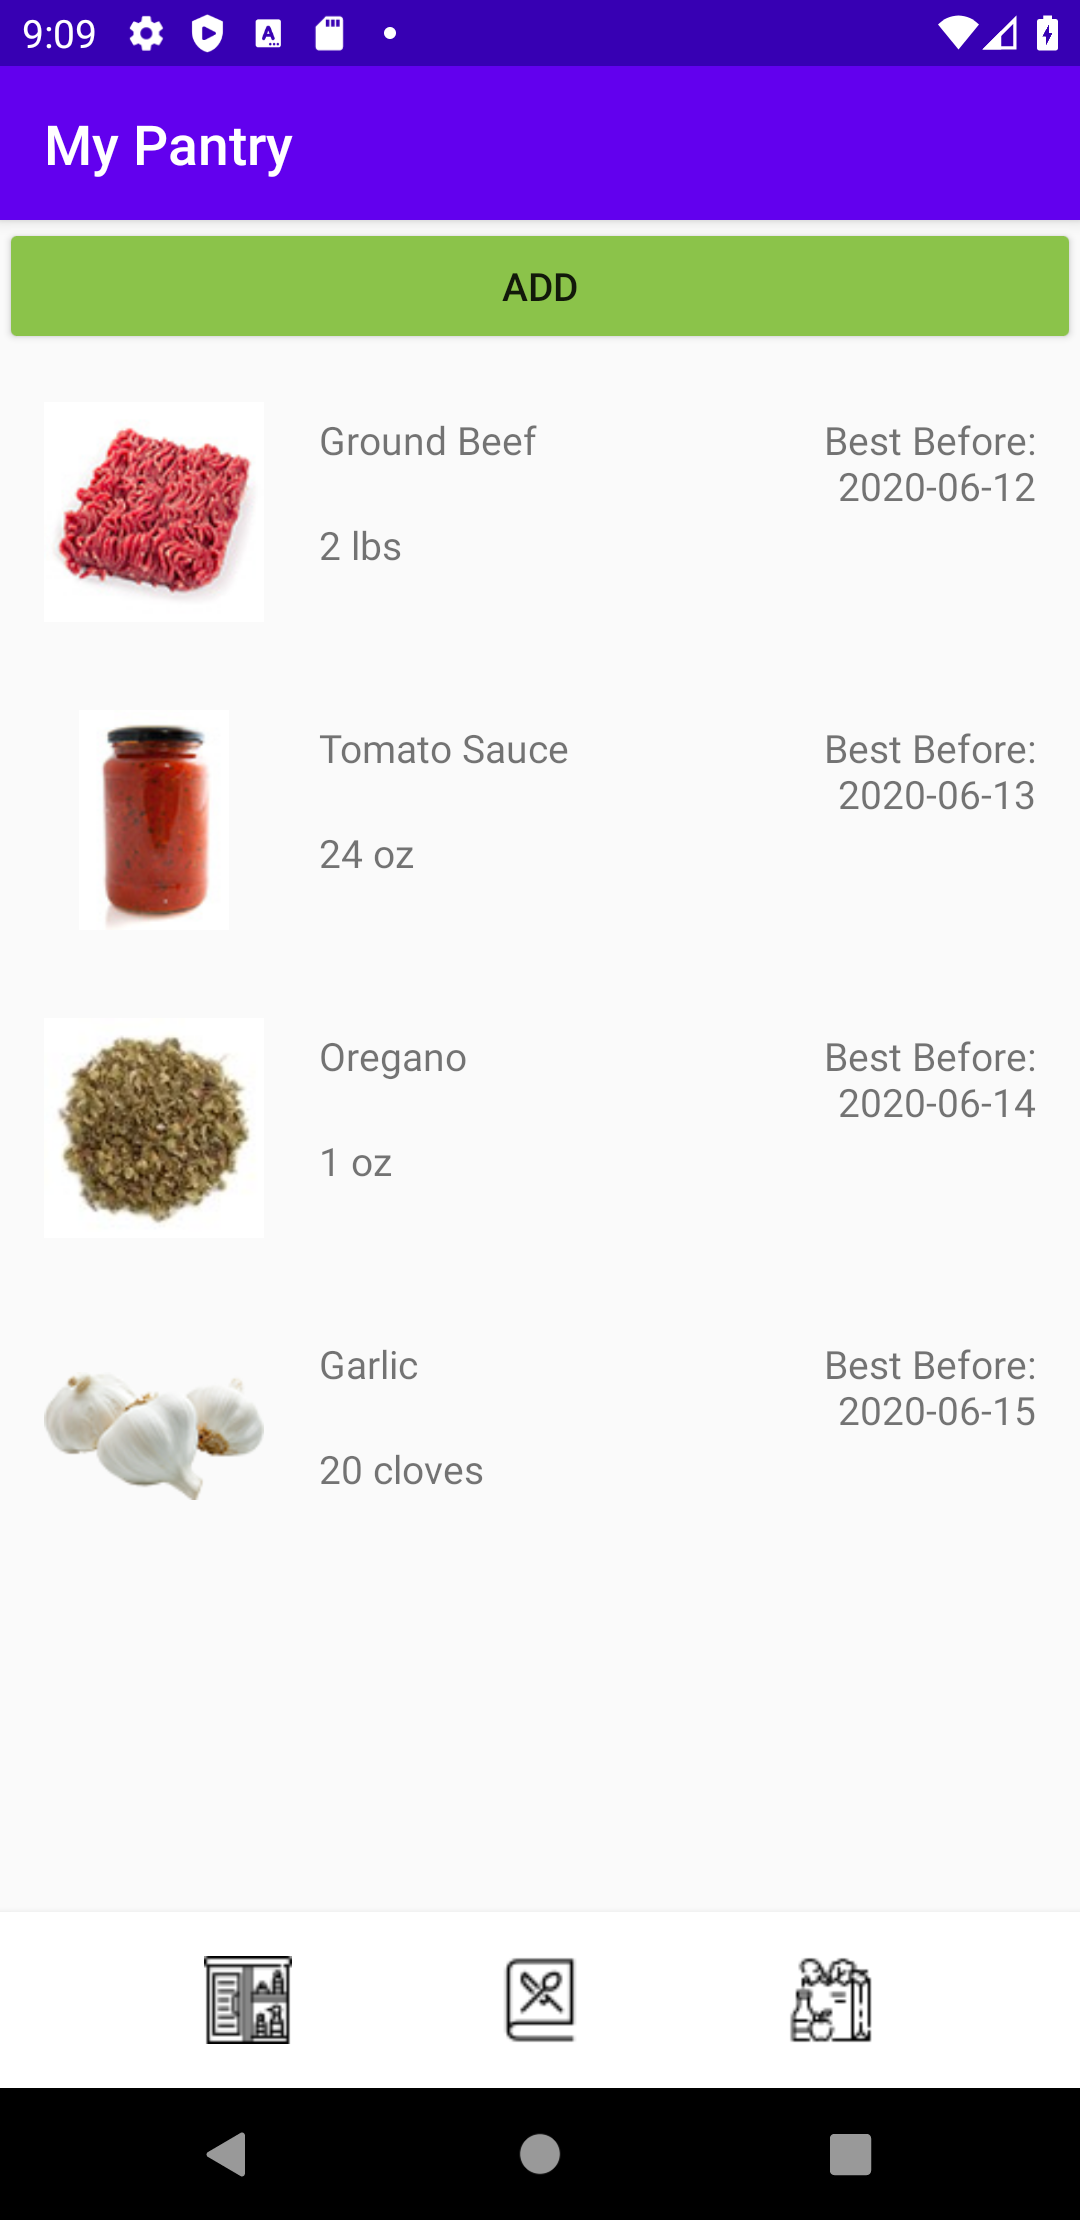 9:09
My Pantry
ADD
Ground Beef
Best Before:
2020-06-12
2 lbs
Tomato Sauce
Best Before:
2020-06-13
24 oz
Oregano
Best Before:
2020-06-14
1 oz
Garlic
Best Before:
2020-06-15
20 cloves